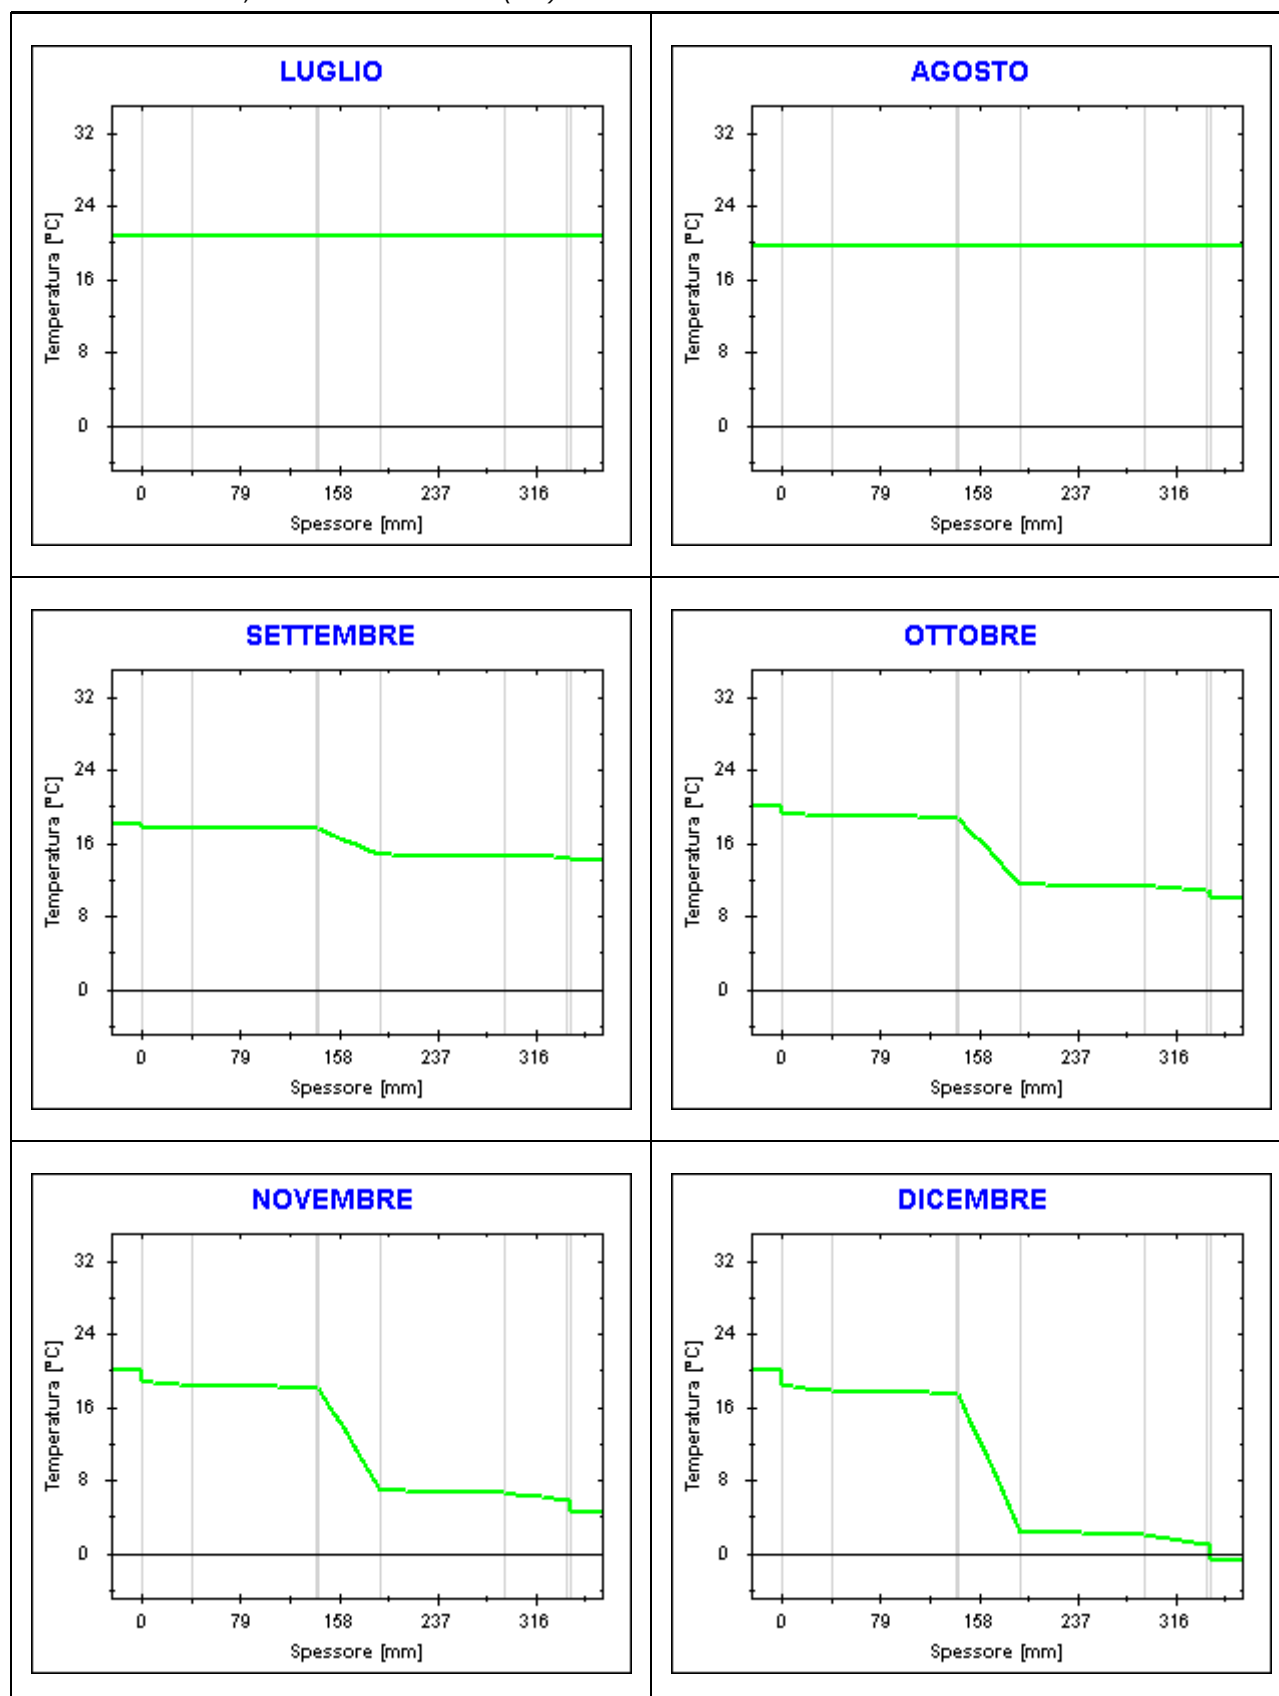 LUGLIO
32
24
16
8
0
Temperatura [°C]
0 79 158 237 316
Spessore [mm]
AGOSTO
32
24
16
8
0
Temperatura [°C]
0 79 158 237 316
Spessore [mm]
SETTEMBRE
32
24
16
8
0
Temperatura [°C]
0 79 158 237 316
Spessore [mm]
OTTOBRE
32
24
16
8
0
Temperatura [°C]
0 79 158 237 316
Spessore [mm]
NOVEMBRE
32
24
16
8
0
Temperatura [°C]
0 79 158 237 316
Spessore [mm]
DICEMBRE
32
24
16
8
0
Temperatura [°C]
0 79 158 237 316
Spessore [mm]